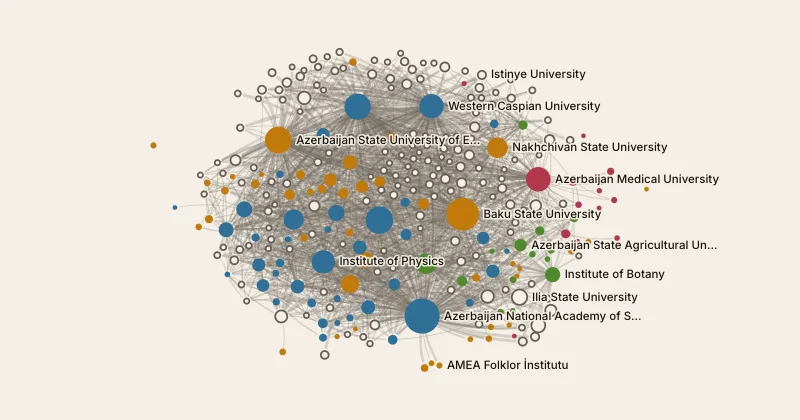 Istinye University
Western Caspian University
Azerbaijan State University of E...
Nakhchivan State University
Azerbaijan Medical University
Baku State University
Azerbaijan State Agricultural Un...
Institute of Physics
Institute of Botany
Ilia State University
Azerbaijan National Academy of S...
AMEA Folklor İnstitutu